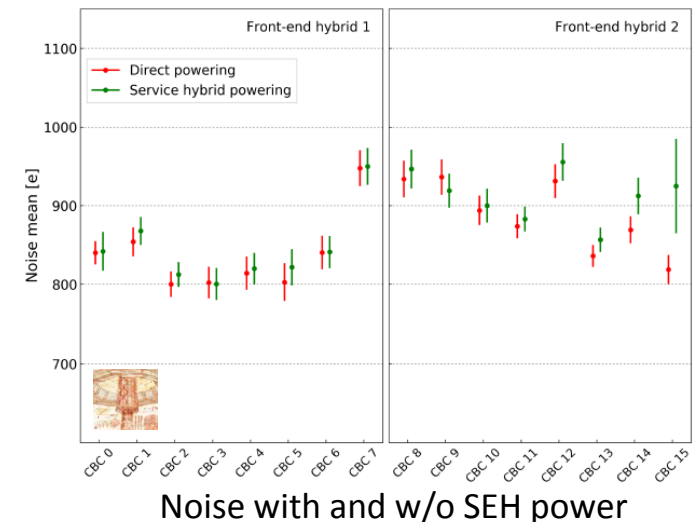 Front-end hybrid 1
Front-end hybrid 2
Direct powering
Service hybrid powering
Noise mean [e]
1100
1000
900
800
700
CBC 0
CBC 1
CBC 2
CBC 3
CBC 4
CBC 5
CBC 6
CBC 7
CBC 8
CBC 9
CBC 10
CBC 11
CBC 12
CBC 13
CBC 14
CBC 15
Noise with and w/o SEH power